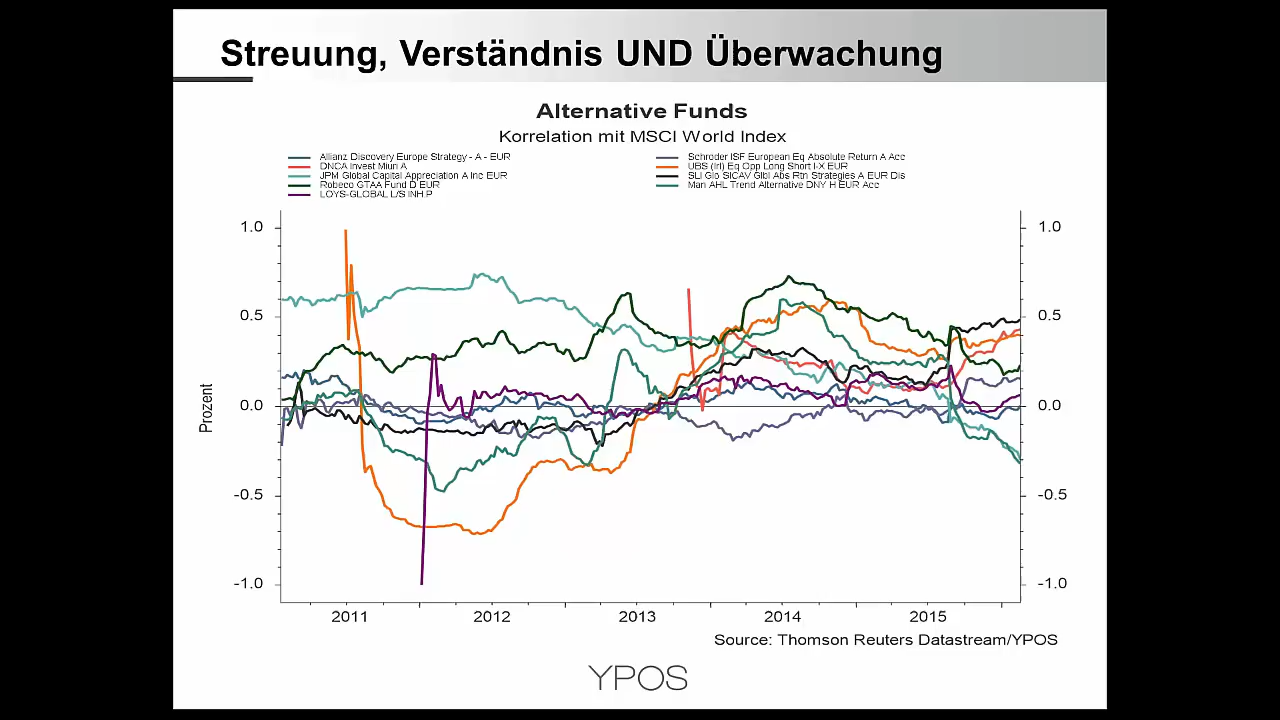 Streuung, Verständnis UND Überwachung
Alternative Funds
Korrelation mit MSCI World Index
Allianz Discovery Europe Strategy - A - EUR
DNCA Invest Miun A
JPM Global Capital Appreciation A Inc EUR
Robeco GTAA Fund D EUR
LOYS-GLOBAL L/S INH.P
Schroder ISF European Eq Absolute Return A Acc
UBS (Irl) Eq Opp Long Short I-X EUR
SLI Glo SICAV Glbl Abs Rtn Strategies A EUR Dis
Man AHL Trend Alternative DNY H EUR Acc
Prozent
1.0
0.5
0.0
-0.5
-1.0
1.0
0.5
0.0
-0.5
-1.0
2011 2012 2013 2014 2015
Source: Thomson Reuters Datastream/YPOS
YPOS